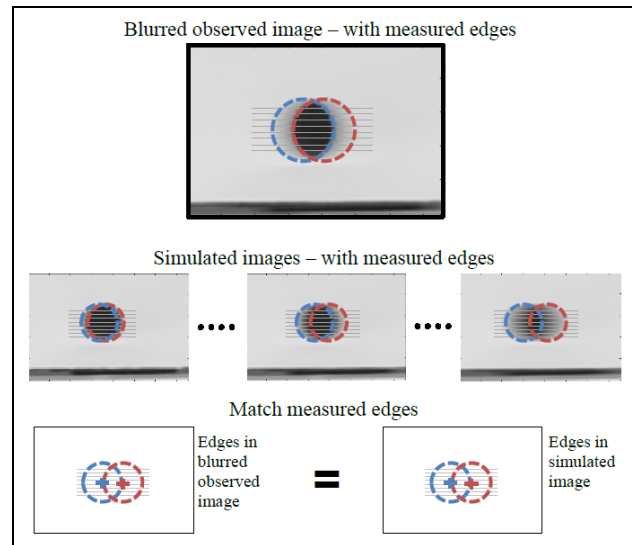 Blurred observed image – with measured edges
Simulated images – with measured edges
Match measured edges
Edges in
blurred
observed
image
=
Edges in
simulated
image